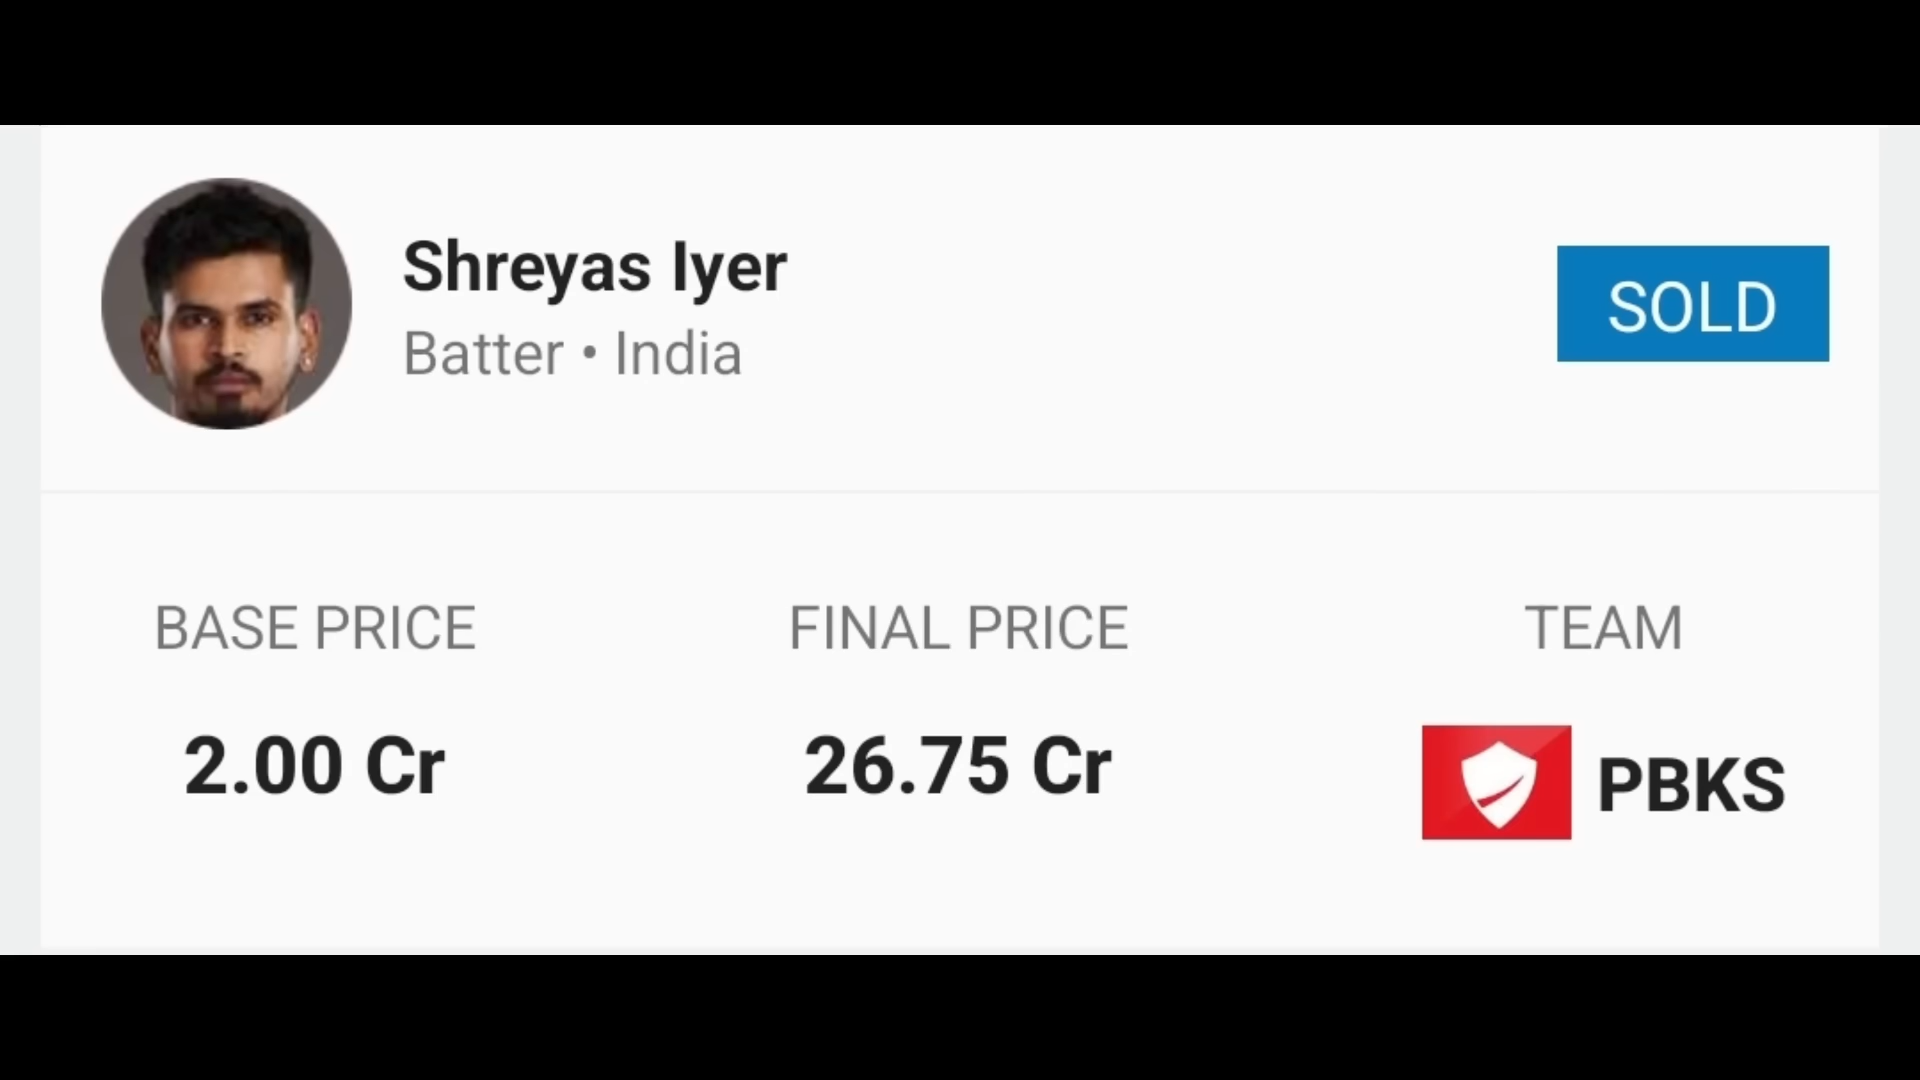 Shreyas Iyer
Batter • India
SOLD
BASE PRICE
FINAL PRICE
TEAM
2.00 Cr
26.75 Cr
PBKS